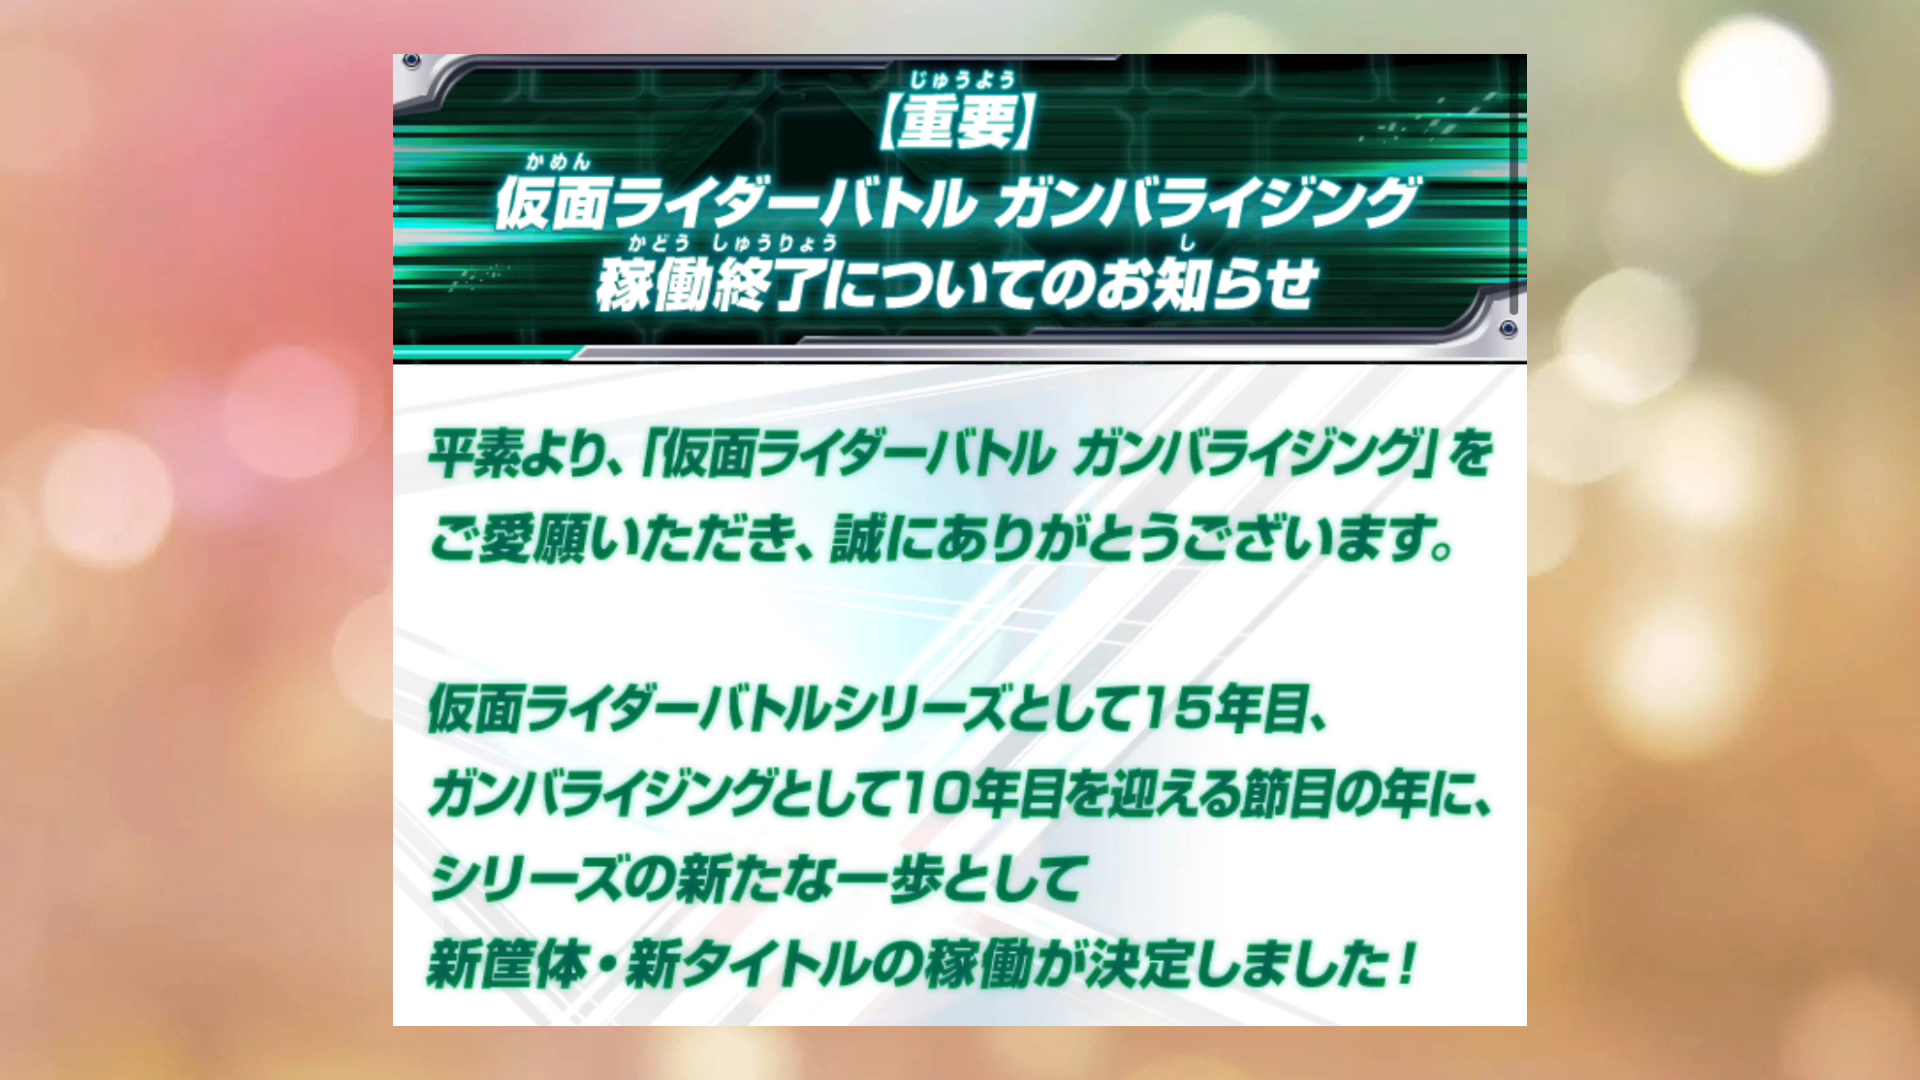 じゅうよう
【重要】
かめん
仮面ライダーバトル ガンバライジング
かどう しゅうりょう し
稼働終了についてのお知らせ
平素より、「仮面ライダーバトル ガンバライジング」を
ご愛願いただき、誠にありがとうございます。
仮面ライダーバトルシリーズとして15年目、
ガンバライジングとして10年目を迎える節目の年に、
シリーズの新たな一歩として
新筐体・新タイトルの稼働が決定しました!